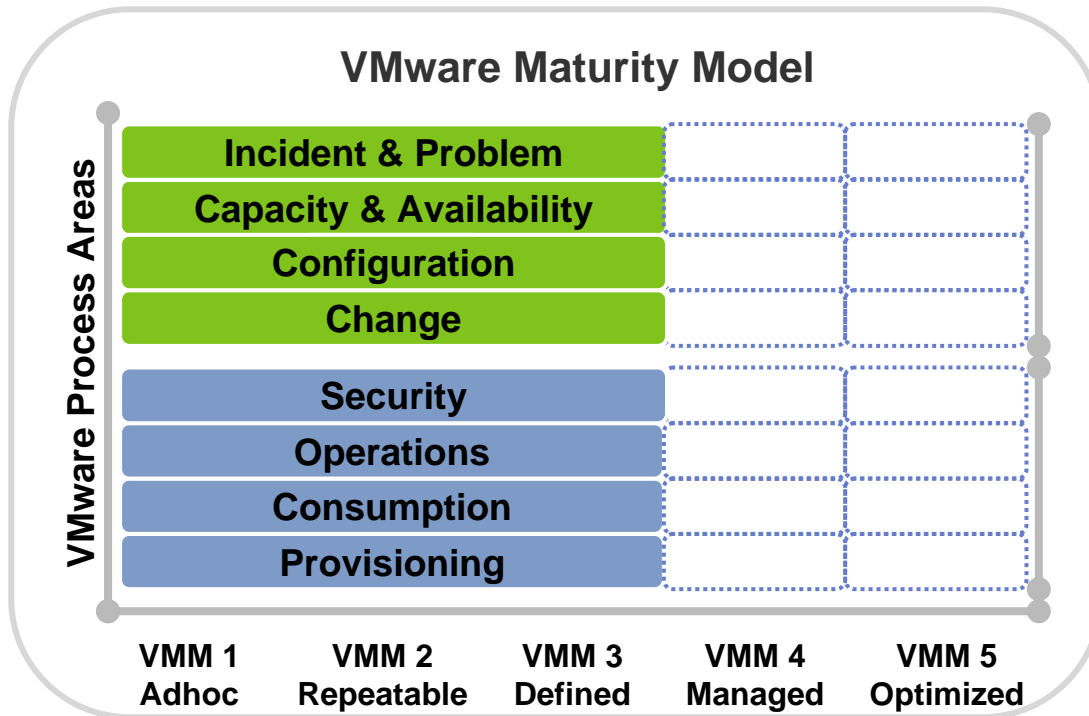 VMware Maturity Model
VMware Process Areas
Incident & Problem
Capacity & Availability
Configuration
Change
Security
Operations
Consumption
Provisioning
VMM 1
Adhoc
VMM 2
Repeatable
VMM 3
Defined
VMM 4
Managed
VMM 5
Optimized